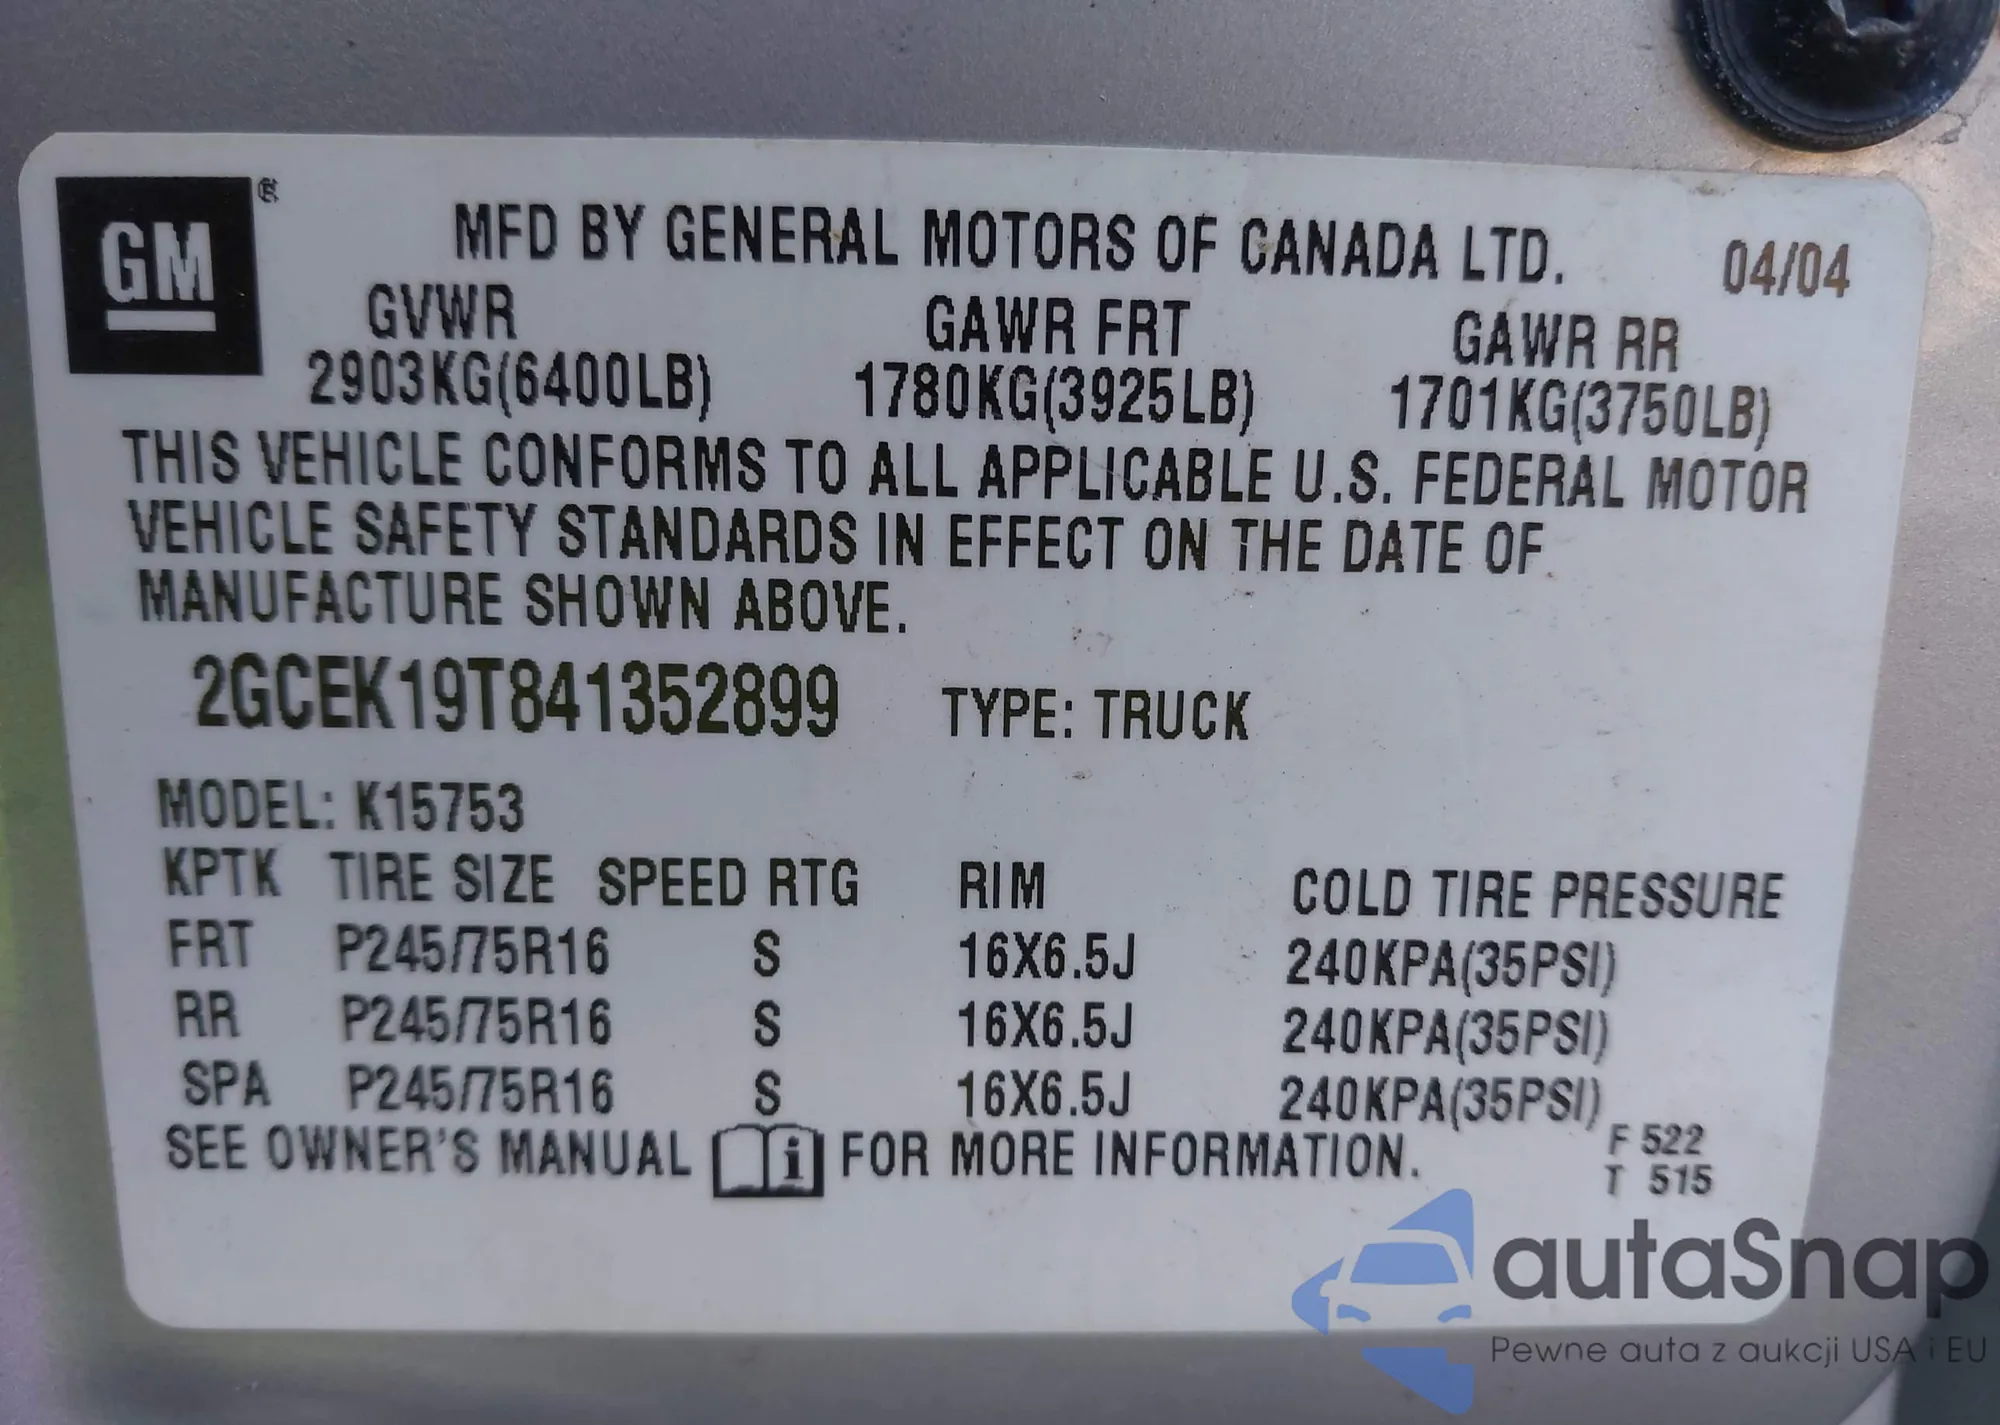 GM ®
MFD BY GENERAL MOTORS OF CANADA LTD. 04/04
GVWR GAWR FRT GAWR RR
2903KG(6400LB) 1780KG(3925LB) 1701KG(3750LB)
THIS VEHICLE CONFORMS TO ALL APPLICABLE U.S. FEDERAL MOTOR
VEHICLE SAFETY STANDARDS IN EFFECT ON THE DATE OF
MANUFACTURE SHOWN ABOVE.
2GCEK19T841352899 TYPE: TRUCK
MODEL: K15753
KPTK TIRE SIZE SPEED RTG RIM COLD TIRE PRESSURE
FRT P245/75R16 S 16X6.5J 240KPA(35PSI)
RR P245/75R16 S 16X6.5J 240KPA(35PSI)
SPA P245/75R16 S 16X6.5J 240KPA(35PSI)
SEE OWNER'S MANUAL i FOR MORE INFORMATION.
F 522
T 515
autaSnap
Pewne auta z aukcji USA i EU